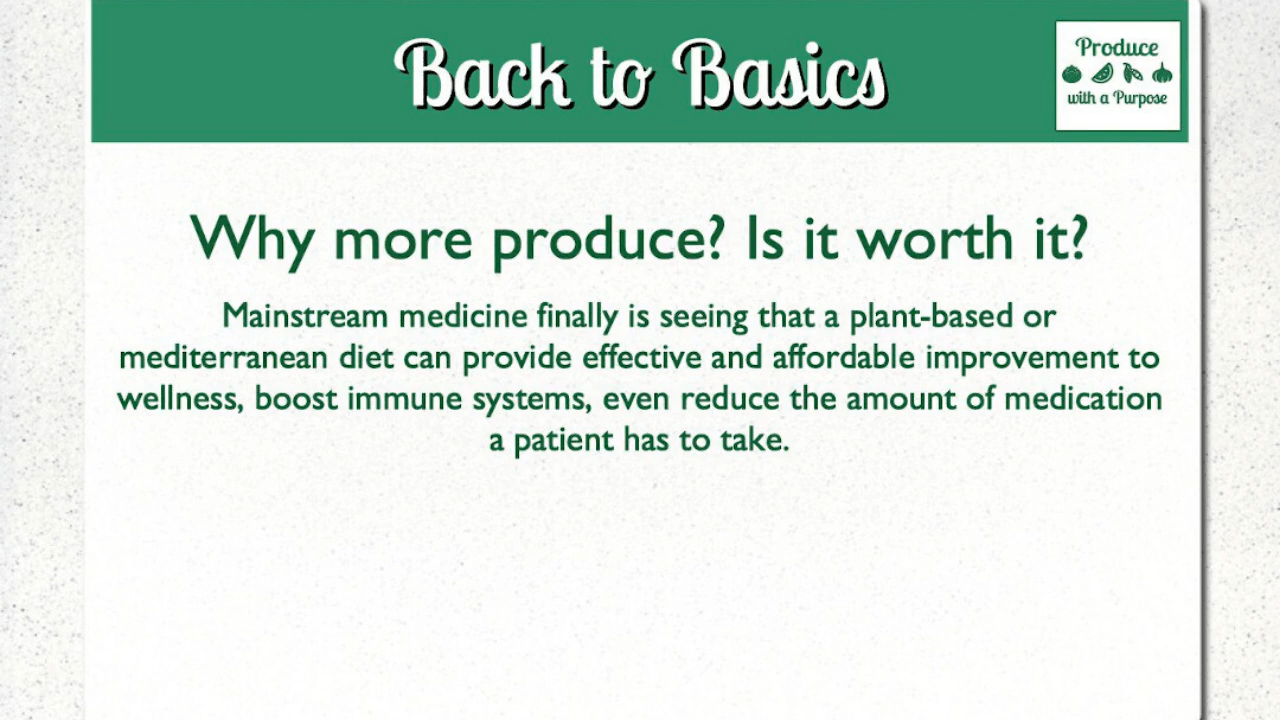 Back to Basics
Produce
with a Purpose
Why more produce? Is it worth it?
Mainstream medicine finally is seeing that a plant-based or
mediterranean diet can provide effective and affordable improvement to
wellness, boost immune systems, even reduce the amount of medication
a patient has to take.